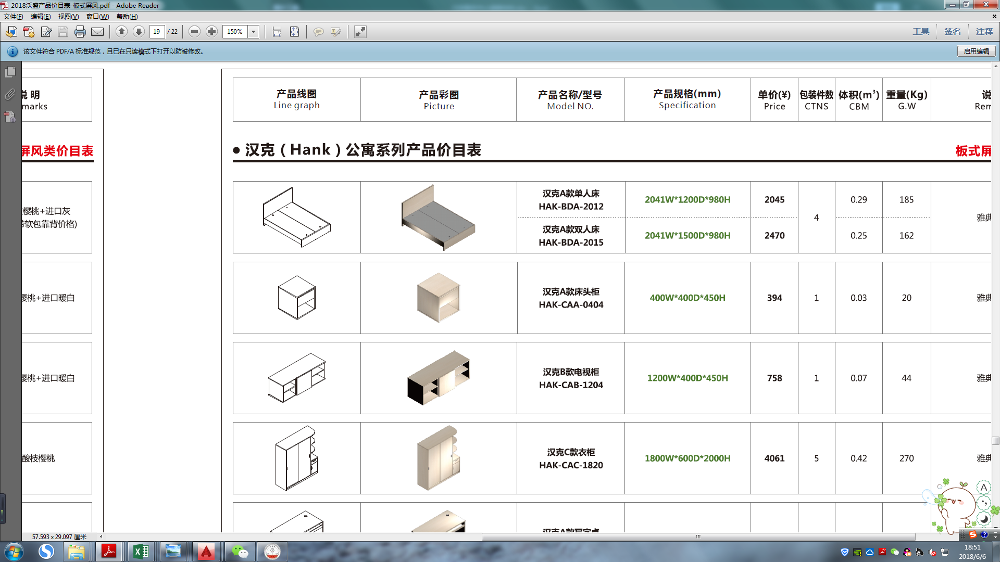 2018沃盛产品价目表-板式屏风.pdf - Adobe Reader
文件(F) 编辑(E) 视图(V) 窗口(W) 帮助(H)
19 / 22 150% 工具 签名 注释
该文件符合 PDF/A 标准规范，且已在只读模式下打开以防被修改。 启用编辑
说 明
marks
屏风类价目表
樱桃+进口灰
带软包靠背价格)
樱桃+进口暖白
樱桃+进口暖白
酸枝樱桃
产品线图 产品彩图 产品名称/型号 产品规格(mm) 单价(¥) 包装件数 体积(m³) 重量(Kg) 说
Line graph Picture Model NO. Specification Price CTNS CBM G.W Rem
● 汉克（Hank）公寓系列产品价目表 板式屏
汉克A款单人床
HAK-BDA-2012 2041W*1200D*980H 2045 4 0.29 185 雅典
汉克A款双人床
HAK-BDA-2015 2041W*1500D*980H 2470 0.25 162
汉克A款床头柜
HAK-CAA-0404 400W*400D*450H 394 1 0.03 20 雅典
汉克B款电视柜
HAK-CAB-1204 1200W*400D*450H 758 1 0.07 44 雅典
汉克C款衣柜
HAK-CAC-1820 1800W*600D*2000H 4061 5 0.42 270 雅典
汉克A款写字桌
57.593 x 29.097 厘米
A
18:51
2018/6/6